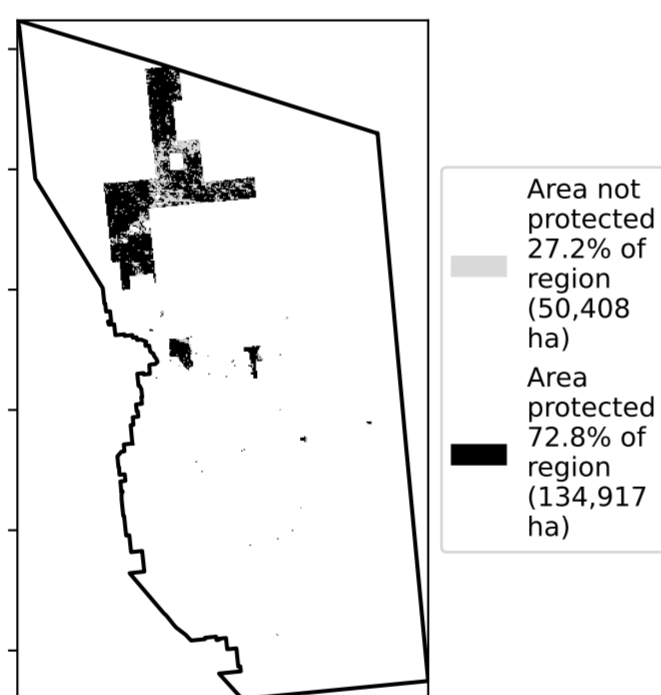 Area not
protected
27.2% of
region
(50,408
ha)
Area
protected
72.8% of
region
(134,917
ha)